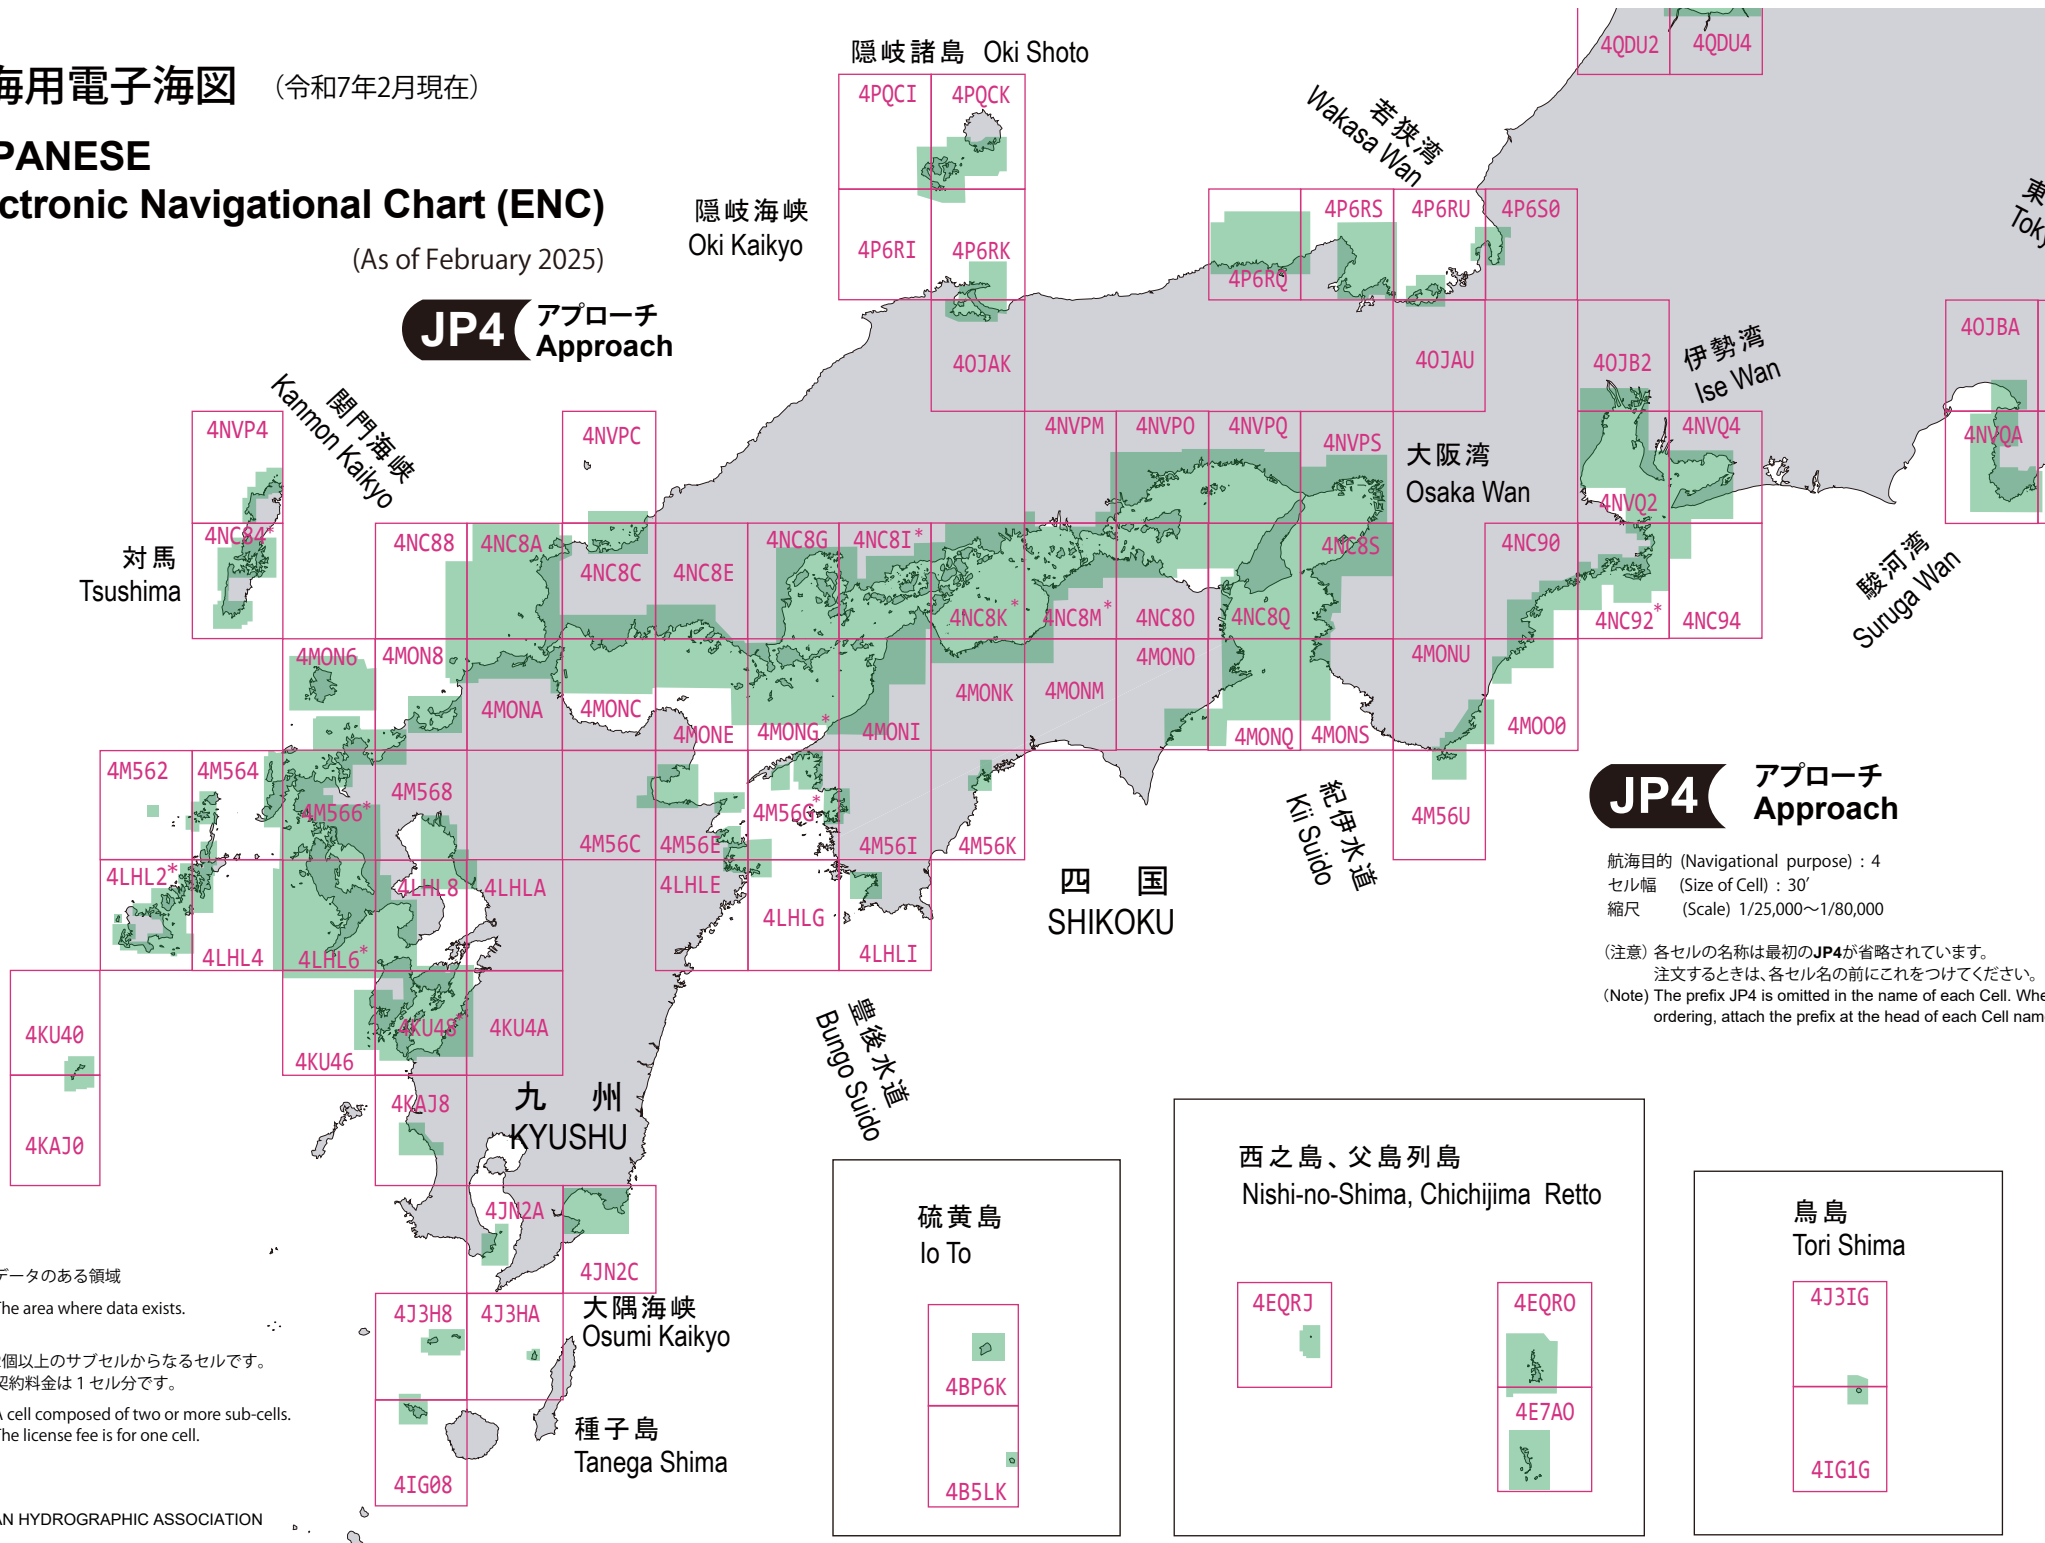 海用電子海図 （令和7年2月現在）
PANESE
ctronic Navigational Chart (ENC)
(As of February 2025)
JP4 アプローチ
Approach
隠岐諸島 Oki Shoto
4PQCI 4PQCK
隠岐海峡
Oki Kaikyo
4P6RI 4P6RK
4QDU2 4QDU4
若狭湾
Wakasa Wan
4P6RQ 4P6RS 4P6RU 4P6S0
東
Tok
4OJAK 4OJAU 4OJB2 4OJBA
伊勢湾
Ise Wan
関門海峡
Kanmon Kaikyo
4NVP4 4NVPC 4NVPM 4NVPO 4NVPQ 4NVPS
大阪湾
Osaka Wan
4NVQ2 4NVQ4 4NVQA
対馬
Tsushima
4NC84* 4NC88 4NC8A 4NC8C 4NC8E 4NC8G 4NC8I* 4NC8K* 4NC8M* 4NC8O 4NC8Q 4NC8S 4NC90 4NC92* 4NC94
駿河湾
Suruga Wan
4MON6 4MON8 4MONA 4MONC 4MONE 4MONG* 4MONI 4MONK 4MONM 4MONO 4MONQ 4MONS 4MONU 4MOO0
4M562 4M564 4M566* 4M568 4M56C 4M56E 4M56G* 4M56I 4M56K 4M56U
紀伊水道
Kii Suido
JP4 アプローチ
Approach
航海目的 (Navigational purpose) : 4
セル幅 (Size of Cell) : 30′
縮尺 (Scale) 1/25,000～1/80,000
（注意）各セルの名称は最初のJP4が省略されています。
注文するときは、各セル名の前にこれをつけてください。
（Note) The prefix JP4 is omitted in the name of each Cell. Whe
ordering, attach the prefix at the head of each Cell nam
4LHL2* 4LHL4 4LHL6* 4LHL8 4LHLA 4LHLE 4LHLG 4LHLI
四国
SHIKOKU
豊後水道
Bungo Suido
4KU40 4KU46 4KU48* 4KU4A
4KAJ0 4KAJ8
九州
KYUSHU
4JN2A 4JN2C
4J3H8 4J3HA
大隅海峡
Osumi Kaikyo
4IG08
種子島
Tanega Shima
データのある領域
The area where data exists.
個以上のサブセルからなるセルです。
契約料金は１セル分です。
A cell composed of two or more sub-cells.
The license fee is for one cell.
AN HYDROGRAPHIC ASSOCIATION
硫黄島
Io To
4BP6K
4B5LK
西之島、父島列島
Nishi-no-Shima, Chichijima Retto
4EQRJ 4EQRO
4E7AO
鳥島
Tori Shima
4J3IG
4IG1G